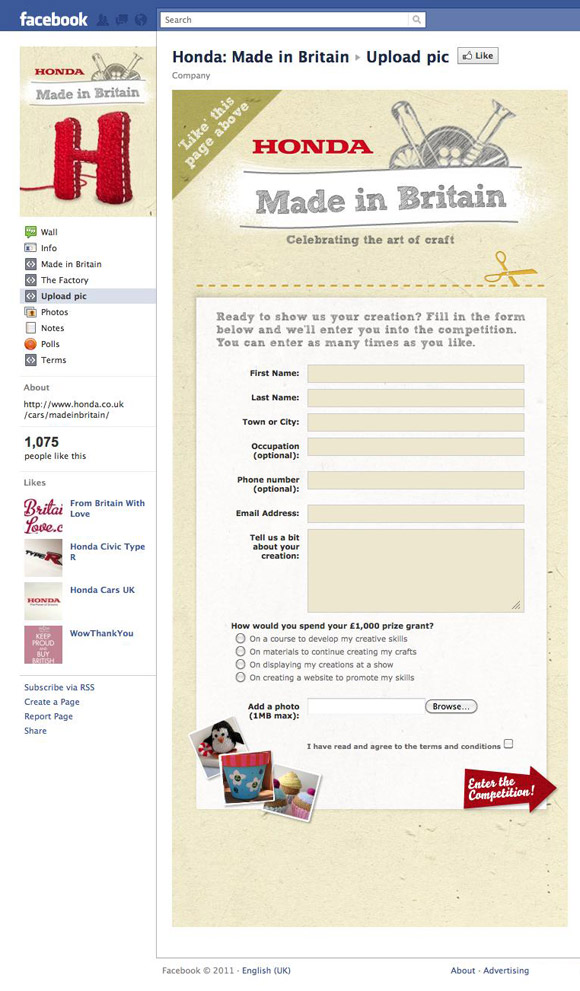 facebook
Search
Honda: Made in Britain ▸ Upload pic
Like
Company
HONDA
Made in Britain
Wall
Info
Made in Britain
The Factory
Upload pic
Photos
Notes
Polls
Terms
About
http://www.honda.co.uk
/cars/madeinbritain/
1,075
people like this
Likes
Britai
Love.c
From Britain With
Love
TYPE R
Honda Civic Type
R
HONDA
Honda Cars UK
KEEP
PROUD
AND
BUY
BRITISH
WowThankYou
Subscribe via RSS
Create a Page
Report Page
Share
'Like' this
page above
HONDA
Made in Britain
Celebrating the art of craft
Ready to show us your creation? Fill in the form
below and we'll enter you into the competition.
You can enter as many times as you like.
First Name:
Last Name:
Town or City:
Occupation
(optional):
Phone number
(optional):
Email Address:
Tell us a bit
about your
creation:
How would you spend your £1,000 prize grant?
On a course to develop my creative skills
On materials to continue creating my crafts
On displaying my creations at a show
On creating a website to promote my skills
Add a photo
(1MB max):
Browse...
I have read and agree to the terms and conditions
Enter the
Competition!
Facebook © 2011 · English (UK)
About · Advertising